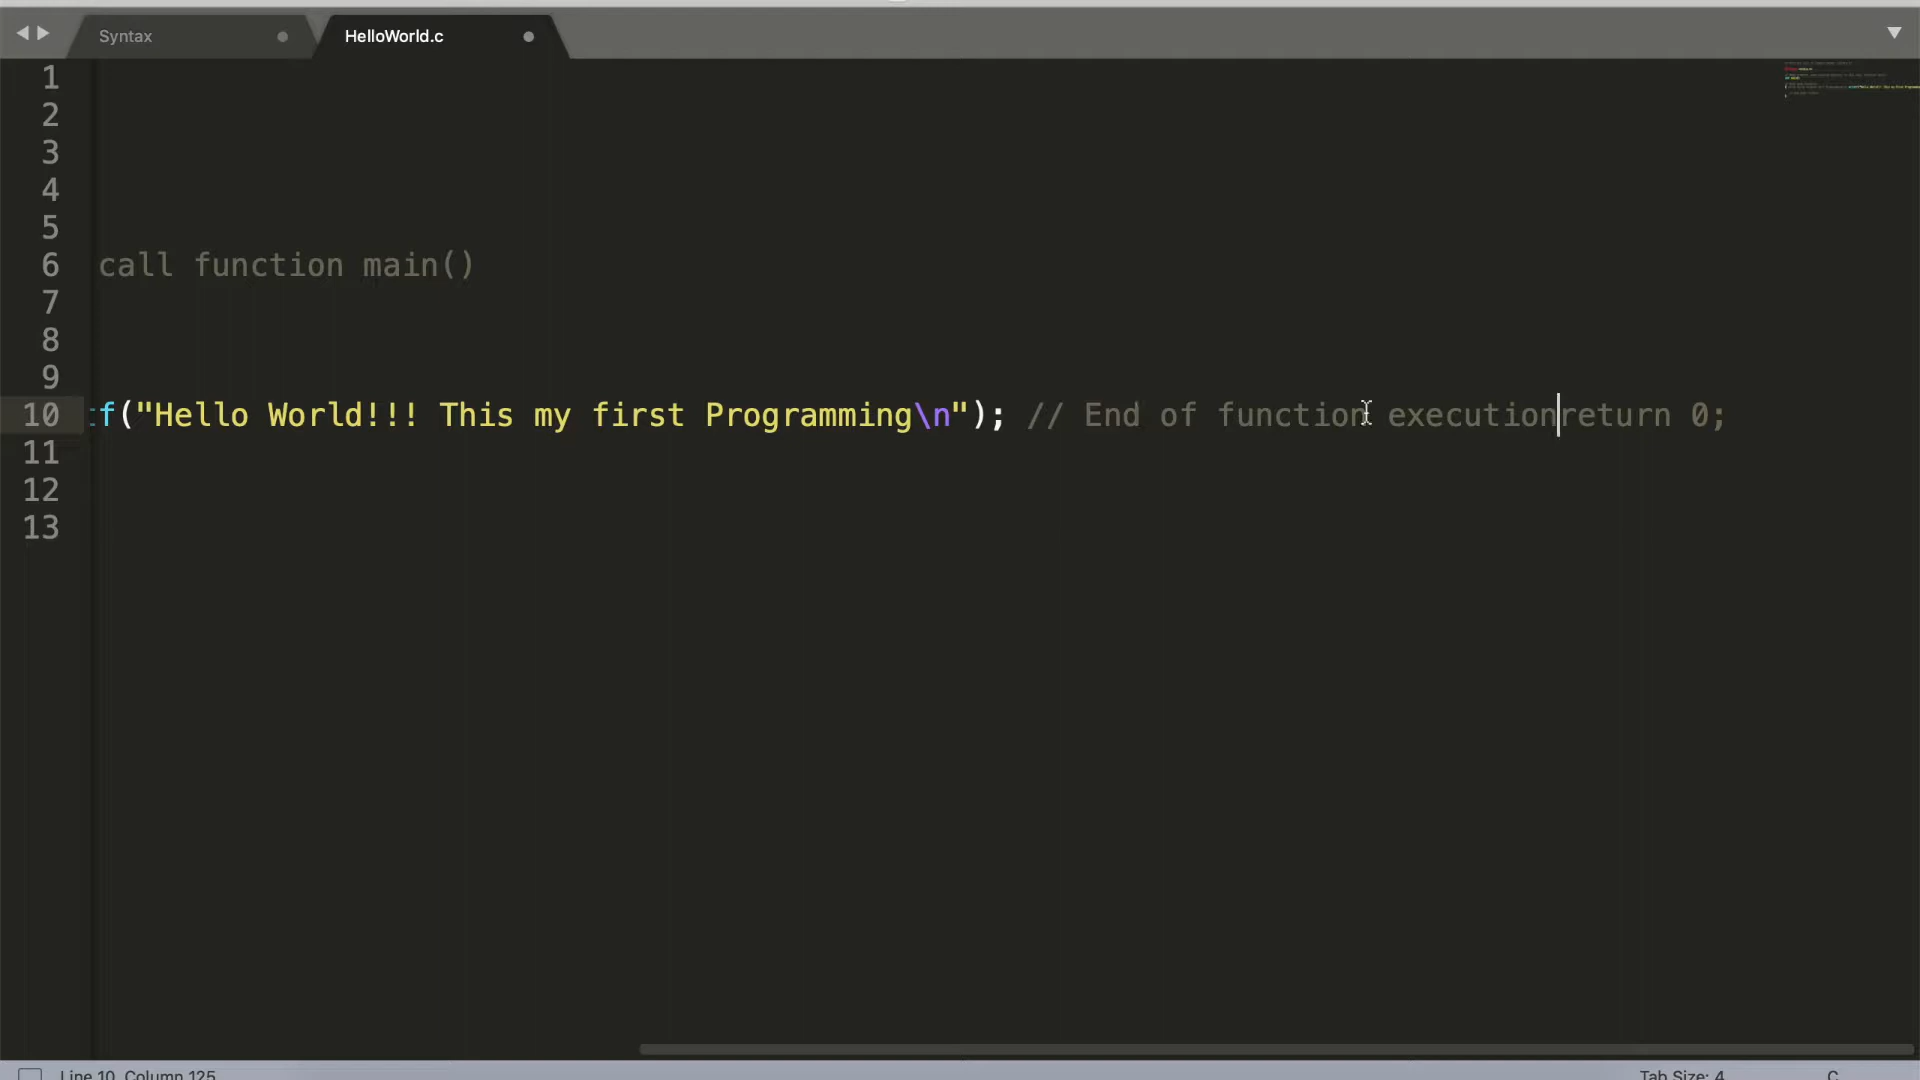 Syntax
HelloWorld.c
1
2
3
4
5
6 call function main()
7
8
9
10 f("Hello World!!! This my first Programming\n"); // End of function executionreturn 0;
11
12
13
Line 10, Column 125
Tab Size: 4
C